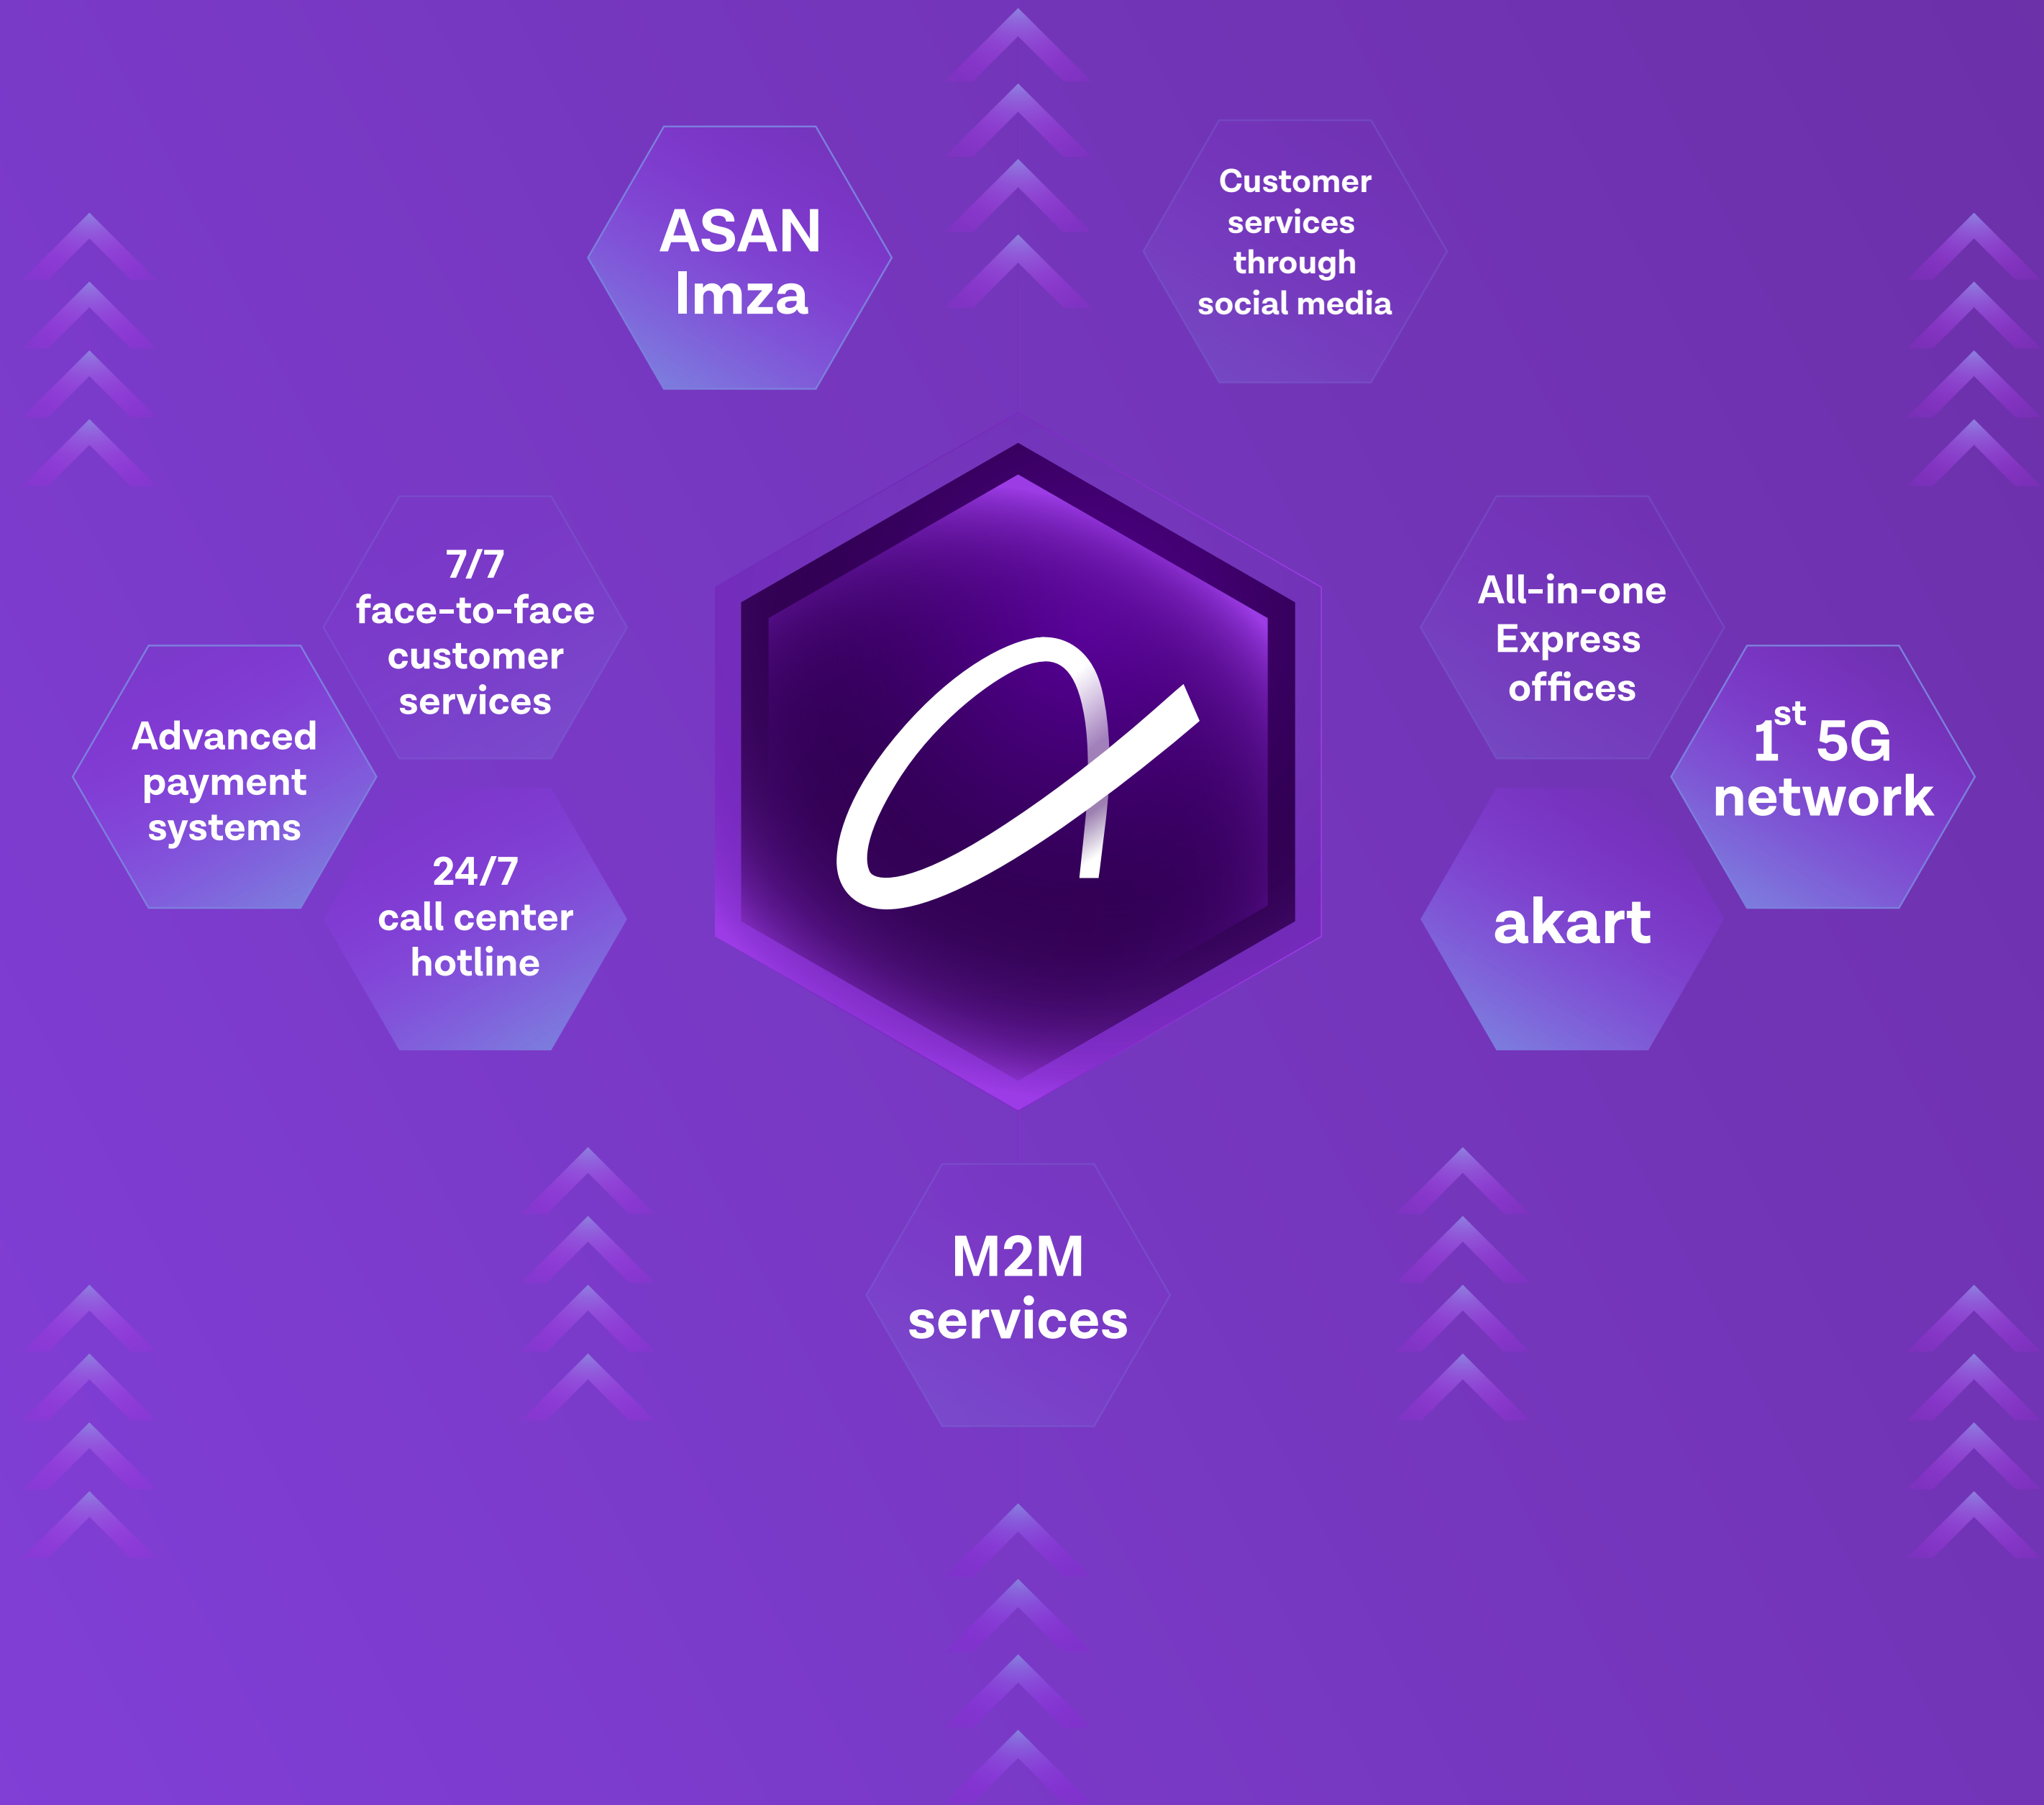 ASAN
Imza
Customer
services
through
social media
7/7
face-to-face
customer
services
Advanced
payment
systems
24/7
call center
hotline
All-in-one
Express
offices
1st 5G
network
akart
M2M
services